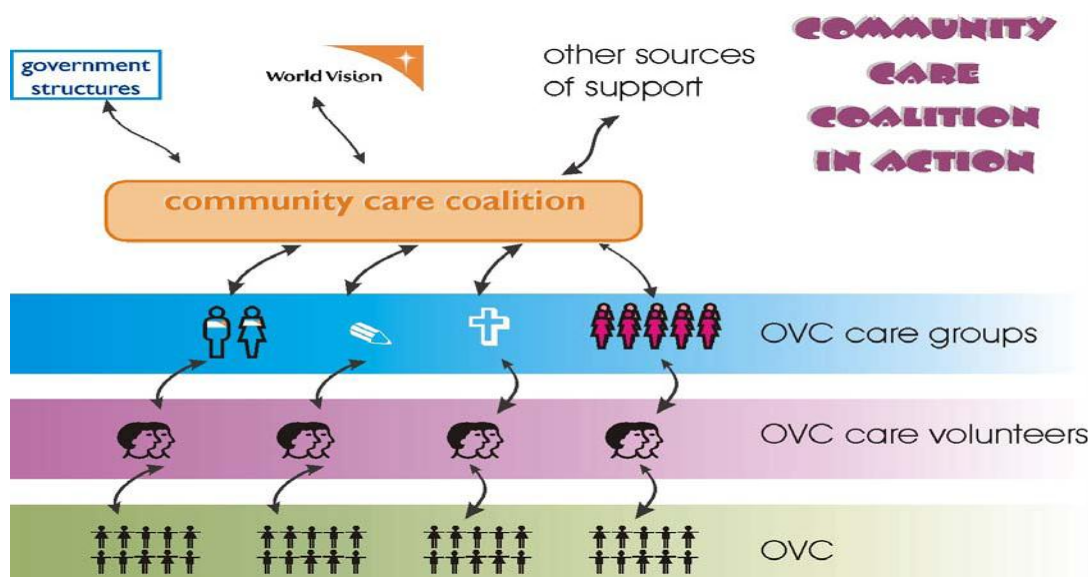 COMMUNITY
CARE
COALITION
IN ACTION
government
structures
World Vision
other sources
of support
community care coalition
OVC care groups
OVC care volunteers
OVC